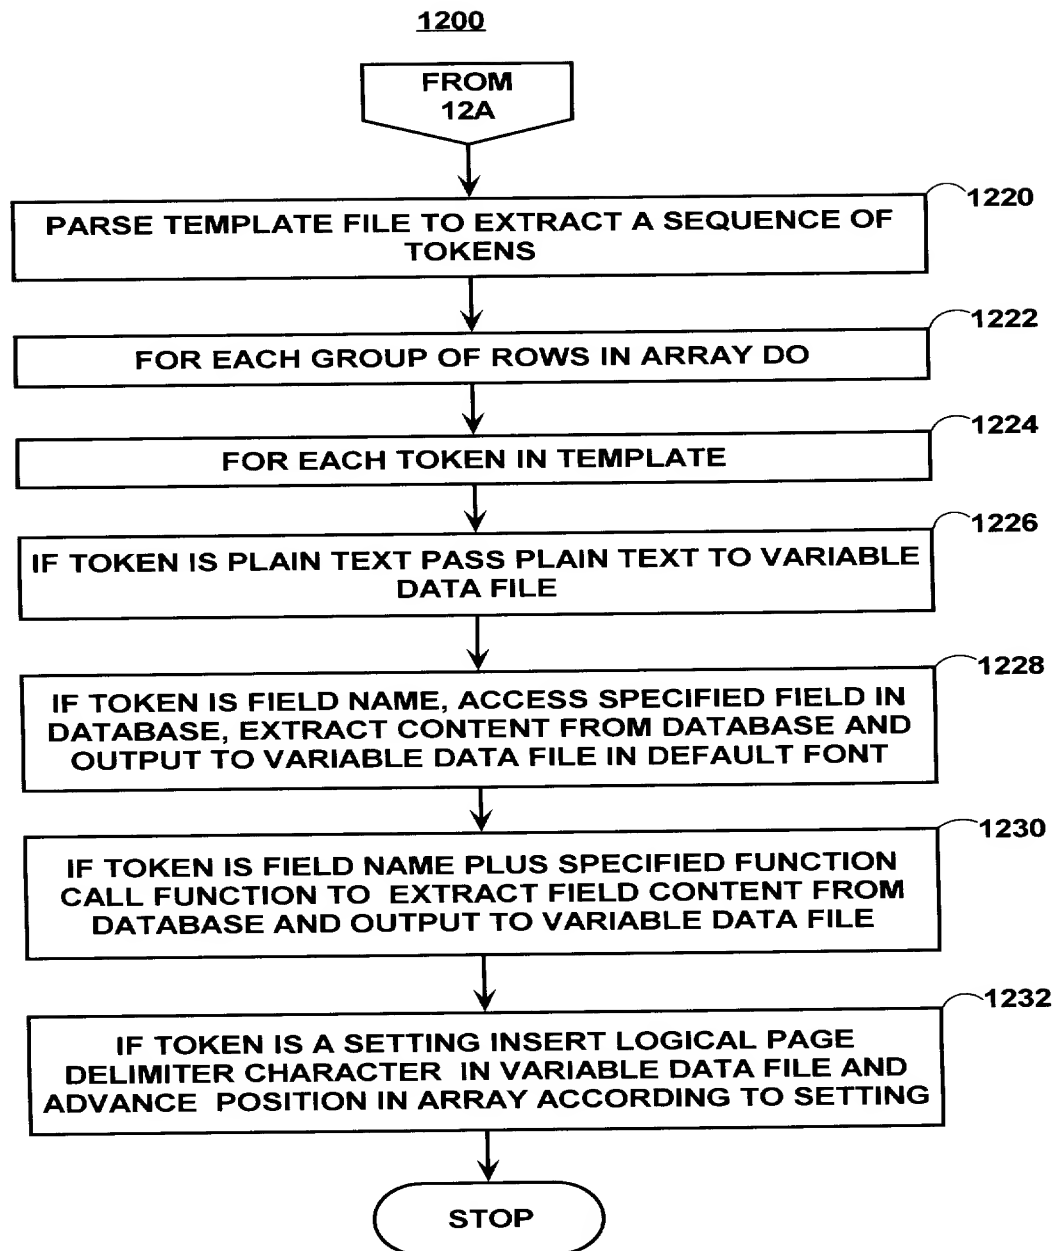 1200
FROM
12A
1220
PARSE TEMPLATE FILE TO EXTRACT A SEQUENCE OF
TOKENS
1222
FOR EACH GROUP OF ROWS IN ARRAY DO
1224
FOR EACH TOKEN IN TEMPLATE
1226
IF TOKEN IS PLAIN TEXT PASS PLAIN TEXT TO VARIABLE
DATA FILE
1228
IF TOKEN IS FIELD NAME, ACCESS SPECIFIED FIELD IN
DATABASE, EXTRACT CONTENT FROM DATABASE AND
OUTPUT TO VARIABLE DATA FILE IN DEFAULT FONT
1230
IF TOKEN IS FIELD NAME PLUS SPECIFIED FUNCTION
CALL FUNCTION TO EXTRACT FIELD CONTENT FROM
DATABASE AND OUTPUT TO VARIABLE DATA FILE
1232
IF TOKEN IS A SETTING INSERT LOGICAL PAGE
DELIMITER CHARACTER IN VARIABLE DATA FILE AND
ADVANCE POSITION IN ARRAY ACCORDING TO SETTING
STOP